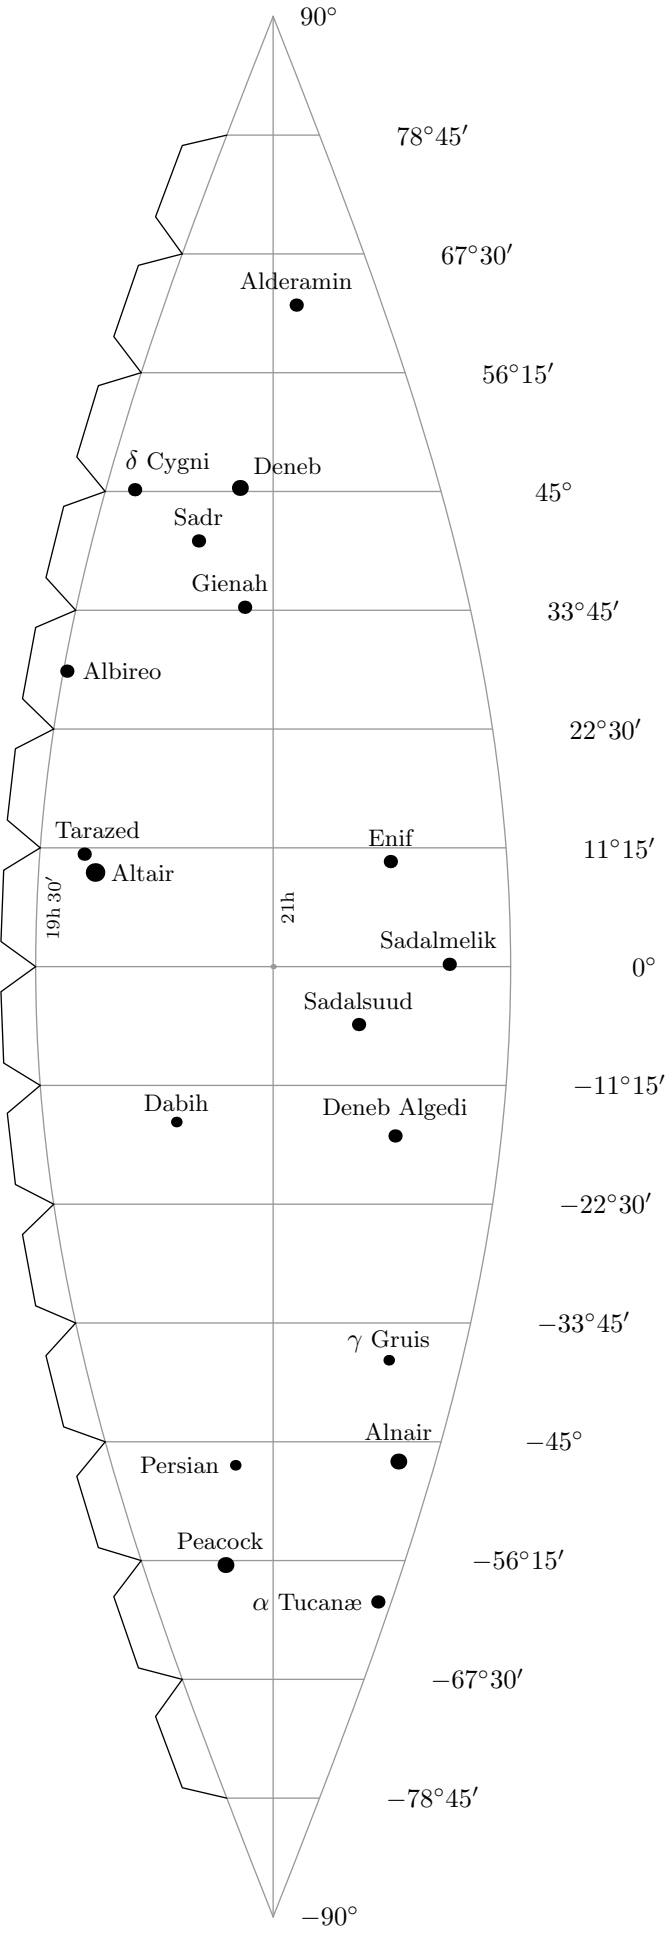 90°
78°45′
67°30′
Alderamin
56°15′
δ Cygni
Deneb
45°
Sadr
Gienah
33°45′
Albireo
22°30′
Tarazed
Enif
11°15′
Altair
19h 30′
21h
Sadalmelik
0°
Sadalsuud
−11°15′
Dabih
Deneb Algedi
−22°30′
−33°45′
γ Gruis
Alnair
−45°
Persian
Peacock
−56°15′
α Tucanæ
−67°30′
−78°45′
−90°